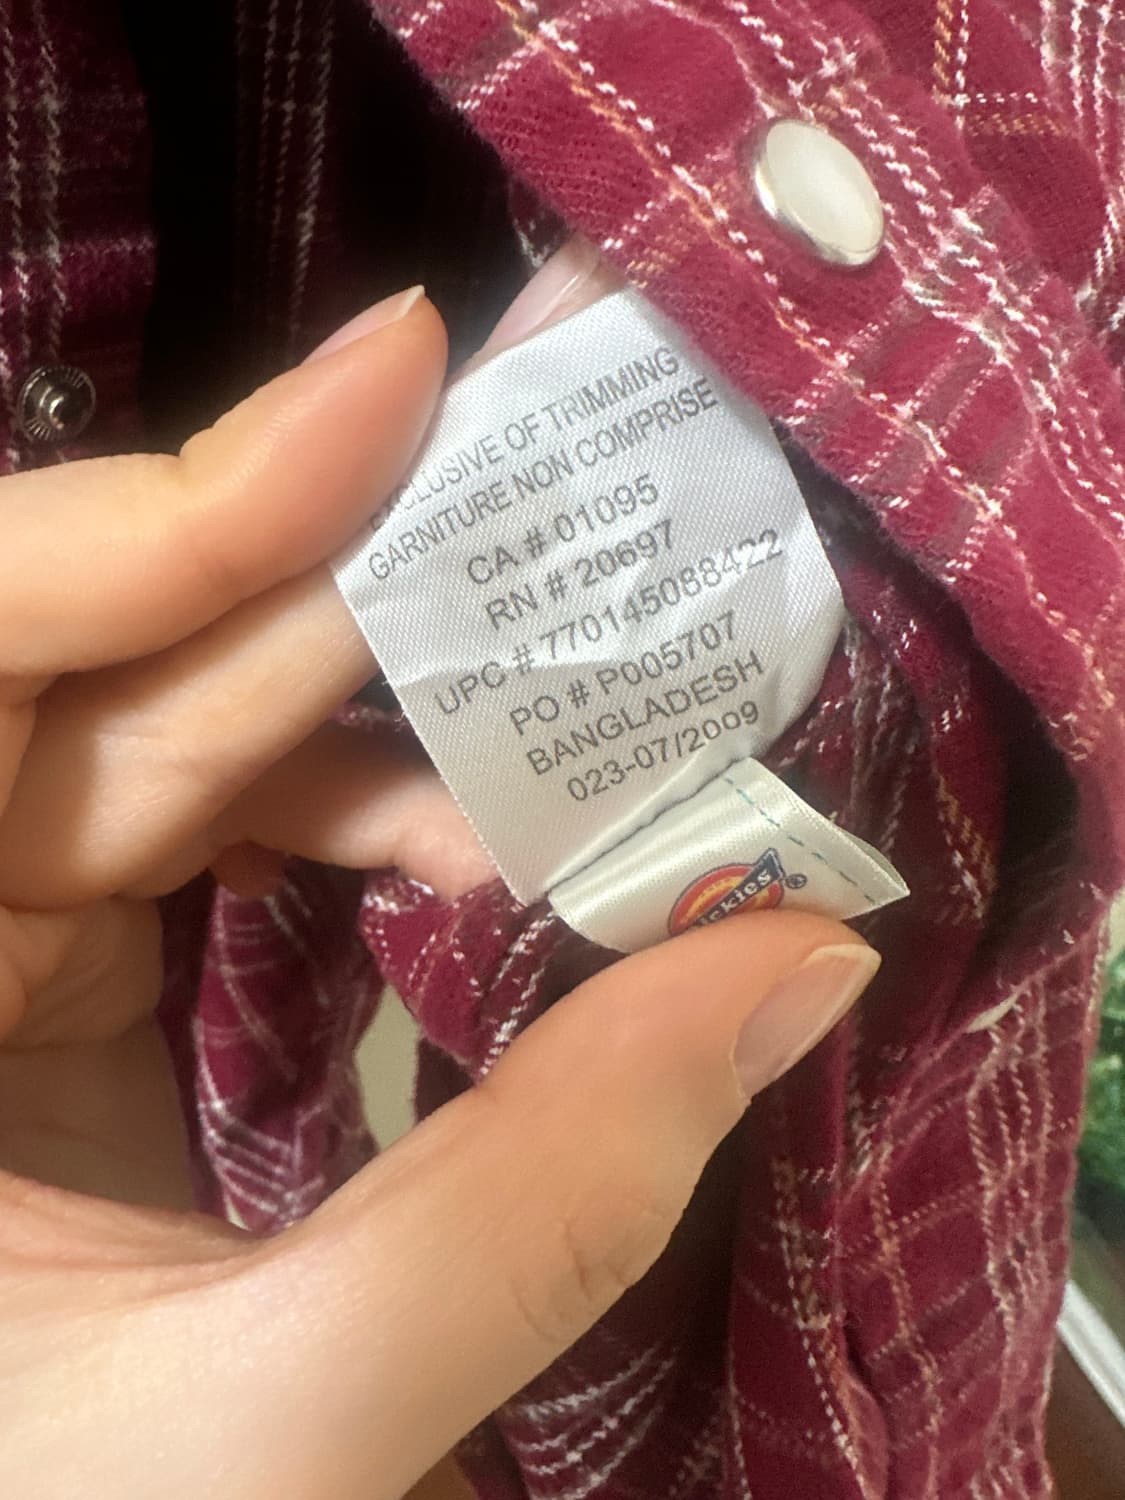 EXCLUSIVE OF TRIMMING
GARNITURE NON COMPRISE
CA # 01095
RN # 20697
UPC # 770145088422
PO # P005707
BANGLADESH
023-07/2009
Dickies®